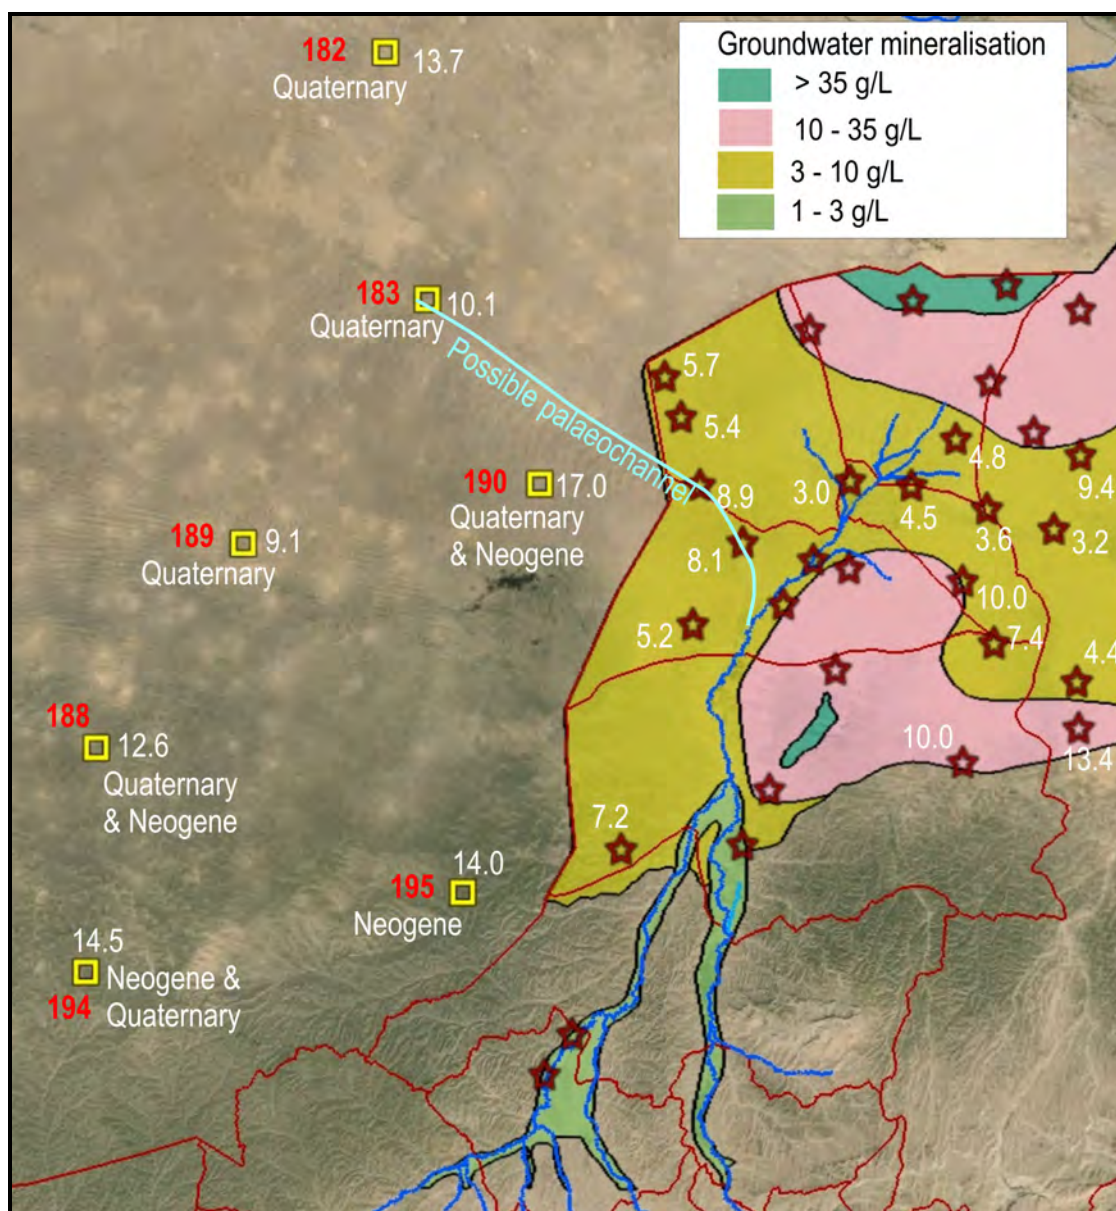 Groundwater mineralisation
> 35 g/L
10 - 35 g/L
3 - 10 g/L
1 - 3 g/L
182
13.7
Quaternary
183
10.1
Quaternary
Possible palaeochannel
5.7
5.4
190
17.0
Quaternary
& Neogene
8.9
3.0
4.8
4.5
9.4
3.6
3.2
189
9.1
Quaternary
8.1
10.0
5.2
7.4
4.4
188
12.6
Quaternary
& Neogene
10.0
13.4
7.2
14.0
195
Neogene
14.5
Neogene &
194
Quaternary